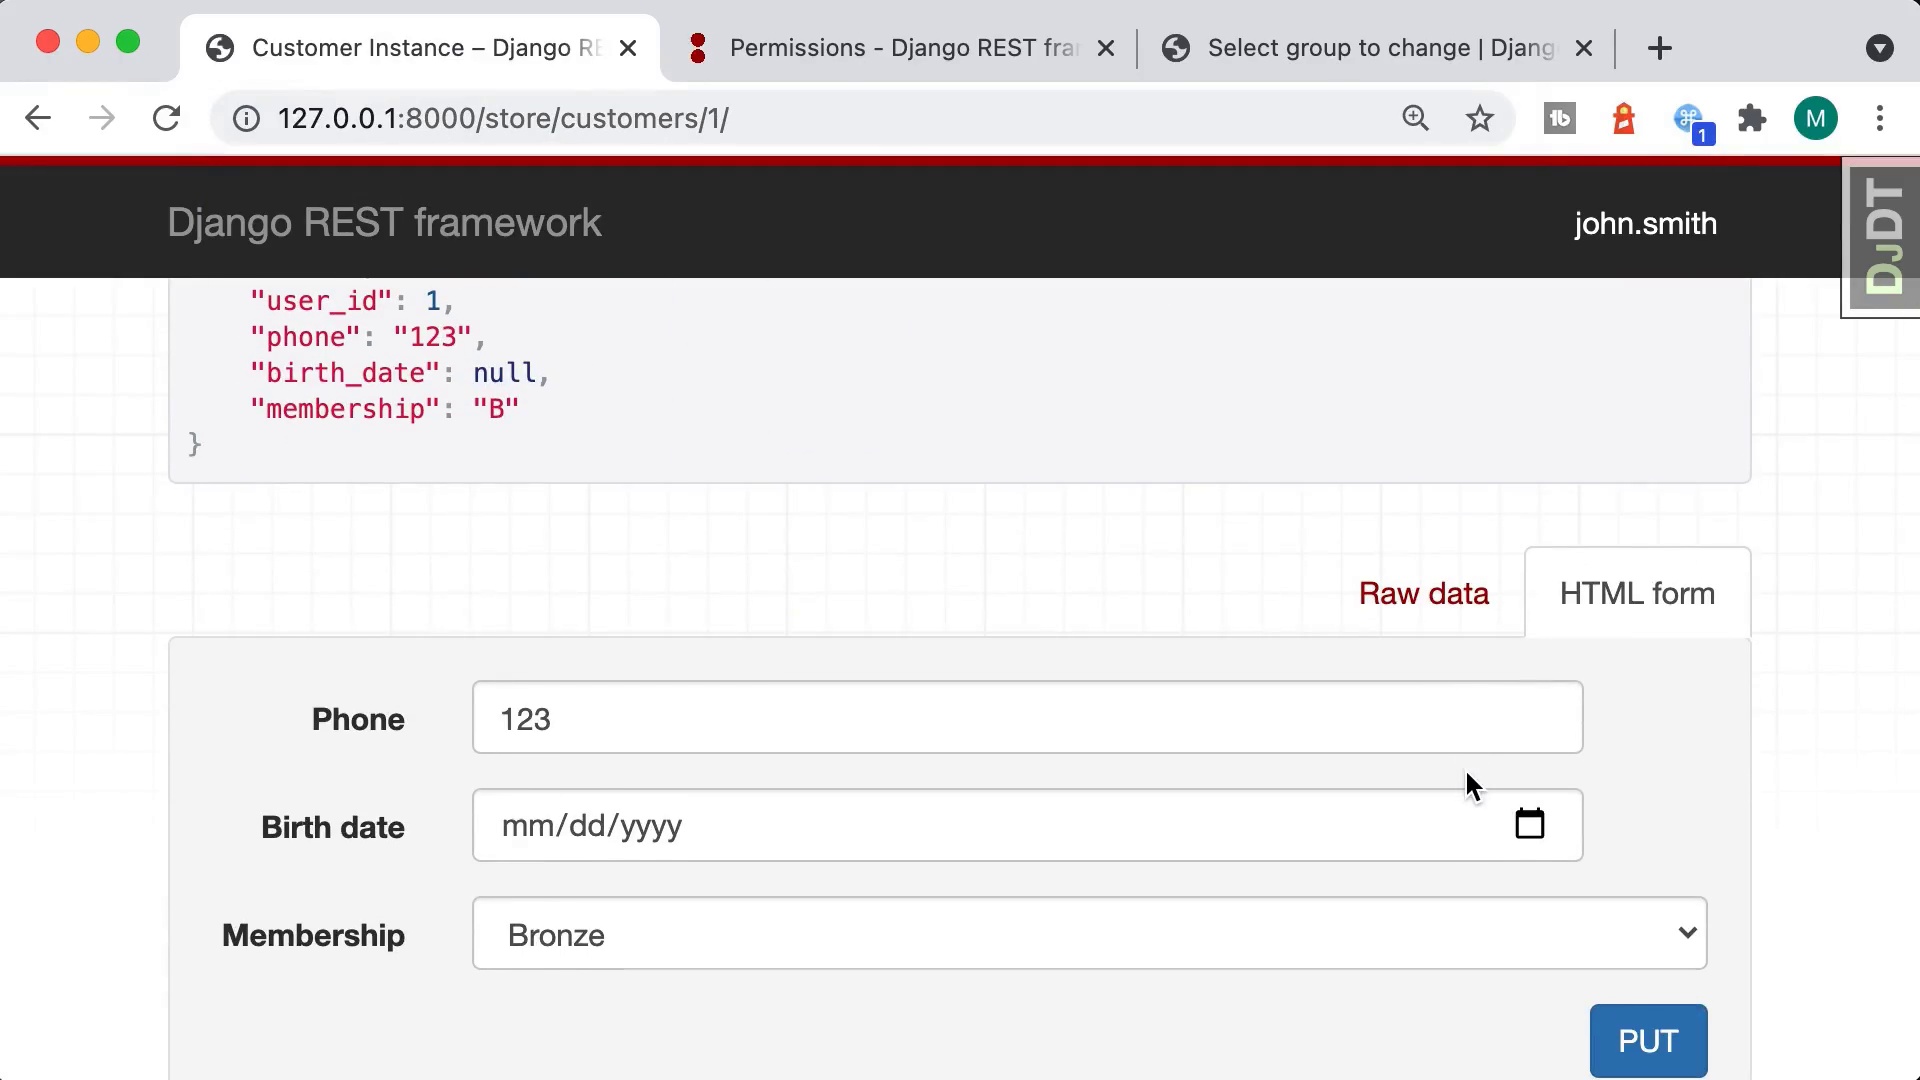 Customer Instance – Django RE
Permissions - Django REST fra
Select group to change | Djang
127.0.0.1:8000/store/customers/1/
1
M
Django REST framework
john.smith
DJDT
"user_id": 1,
"phone": "123",
"birth_date": null,
"membership": "B"
}
Raw data
HTML form
Phone
123
Birth date
mm/dd/yyyy
Membership
Bronze
PUT